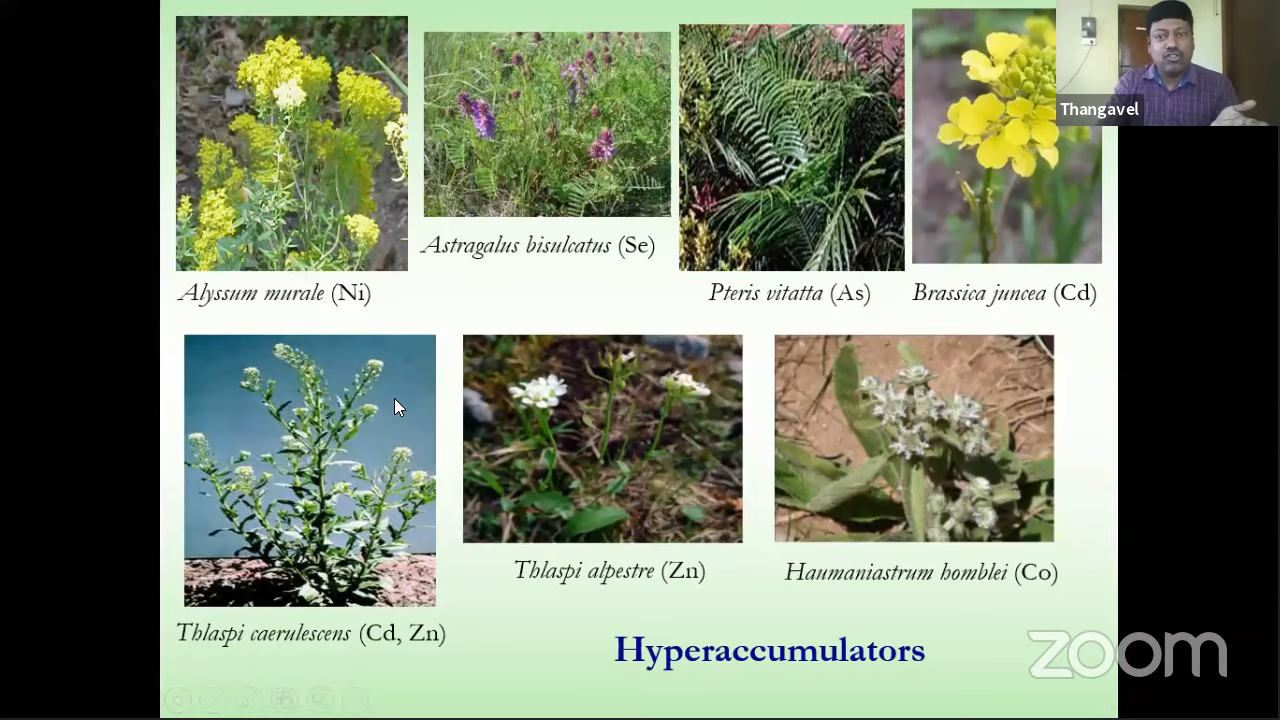 Thangavel
Astragalus bisulcatus (Se)
Alyssum murale (Ni)
Pteris vitatta (As)
Brassica juncea (Cd)
Thlaspi alpestre (Zn)
Haumaniastrum homblei (Co)
Thlaspi caerulescens (Cd, Zn)
Hyperaccumulators
zoom